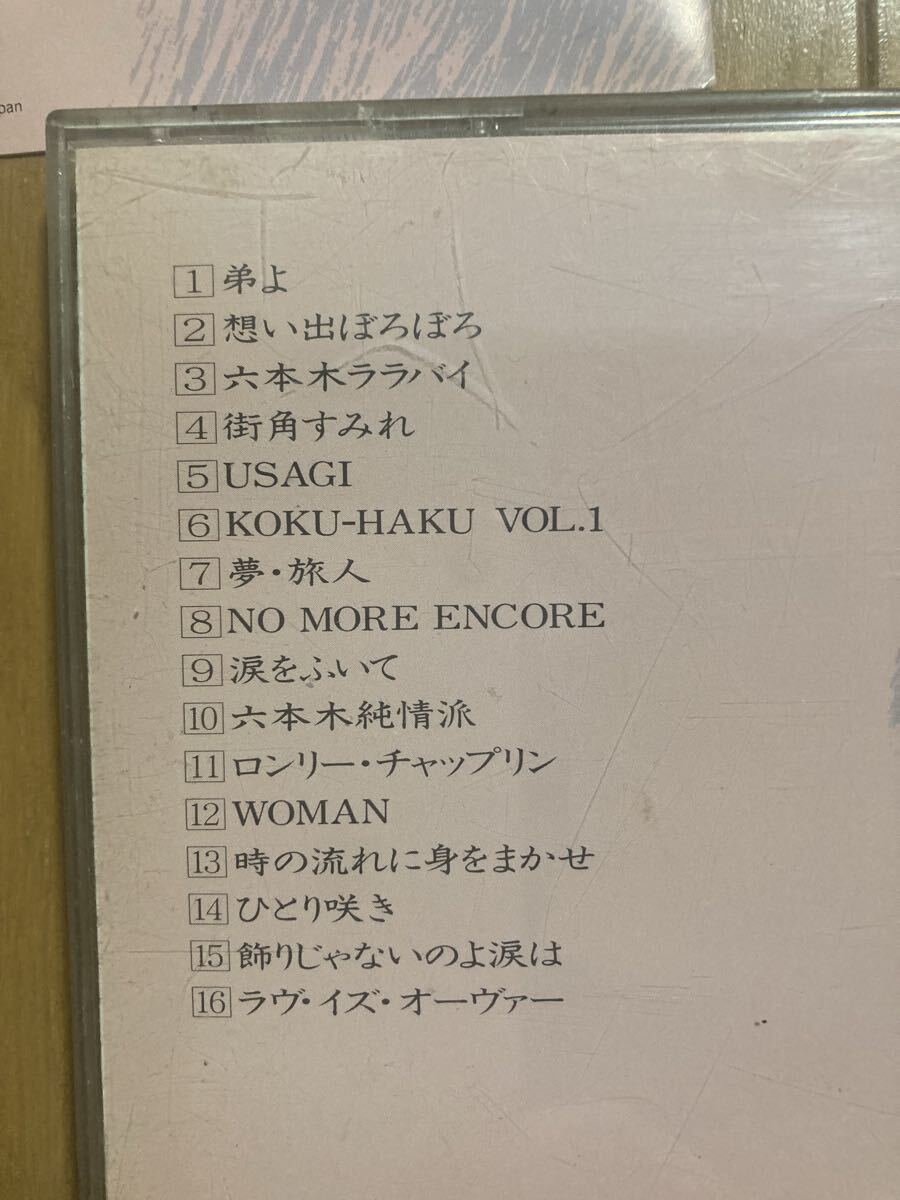 1 弟よ
2 想い出ぼろぼろ
3 六本木ララバイ
4 街角すみれ
5 USAGI
6 KOKU-HAKU VOL.1
7 夢・旅人
8 NO MORE ENCORE
9 涙をふいて
10 六本木純情派
11 ロンリー・チャップリン
12 WOMAN
13 時の流れに身をまかせ
14 ひとり咲き
15 飾りじゃないのよ涙は
16 ラヴ・イズ・オーヴァー